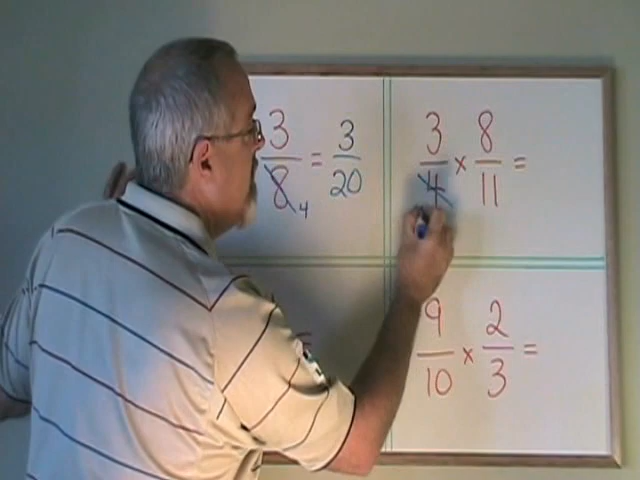 3/8 = 3/20
4
3/4 x 8/11 =
9/10 x 2/3 =